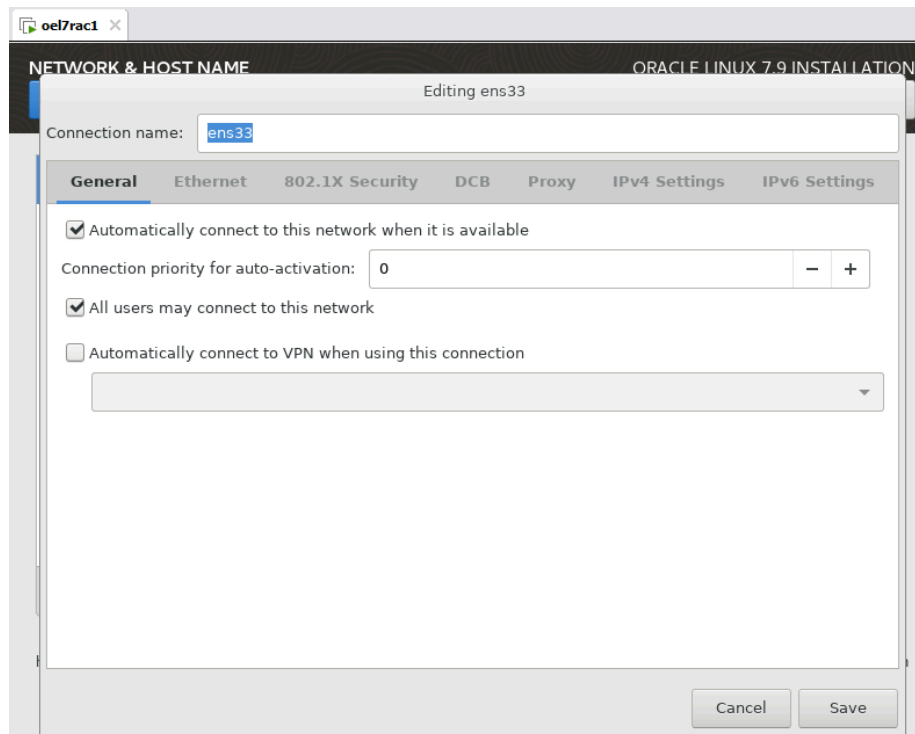 oel7rac1
NETWORK & HOST NAME
ORACLE LINUX 7.9 INSTALLATION
Editing ens33
Connection name: ens33
General Ethernet 802.1X Security DCB Proxy IPv4 Settings IPv6 Settings
Automatically connect to this network when it is available
Connection priority for auto-activation: 0
All users may connect to this network
Automatically connect to VPN when using this connection
Cancel Save